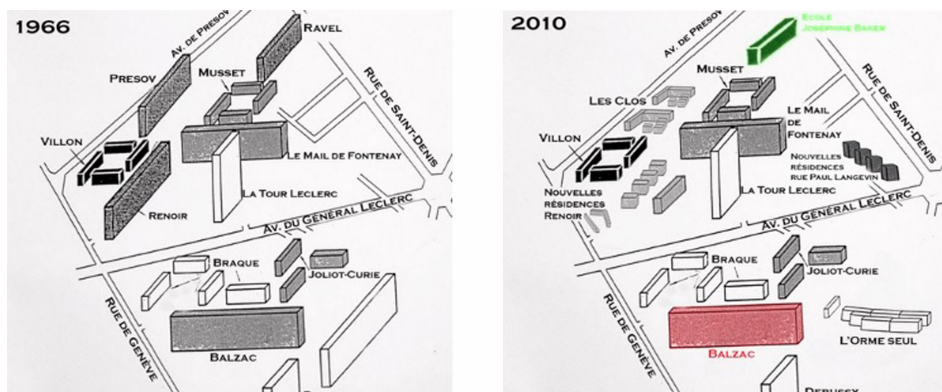 1966
RAVEL
AV. DE PRESOV
PRESOV
MUSSET
RUE DE SAINT-DENIS
VILLON
LE MAIL DE FONTENAY
LA TOUR LECLERC
RENOIR
AV. DU GÉNÉRAL LECLERC
BRAQUE
JOLIOT-CURIE
RUE DE GENÈVE
BALZAC
2010
ECOLE
JOSÉPHINE BAKER
AV. DE PRESOV
MUSSET
RUE DE SAINT-DENIS
LES CLOS
LE MAIL
DE
FONTENAY
VILLON
NOUVELLES
RÉSIDENCES
RUE PAUL LANGEVIN
NOUVELLES
RÉSIDENCES
RENOIR
LA TOUR LECLERC
AV. DU GÉNÉRAL LECLERC
BRAQUE
JOLIOT-CURIE
RUE DE GENÈVE
BALZAC
L'ORME SEUL
DEBUSSY